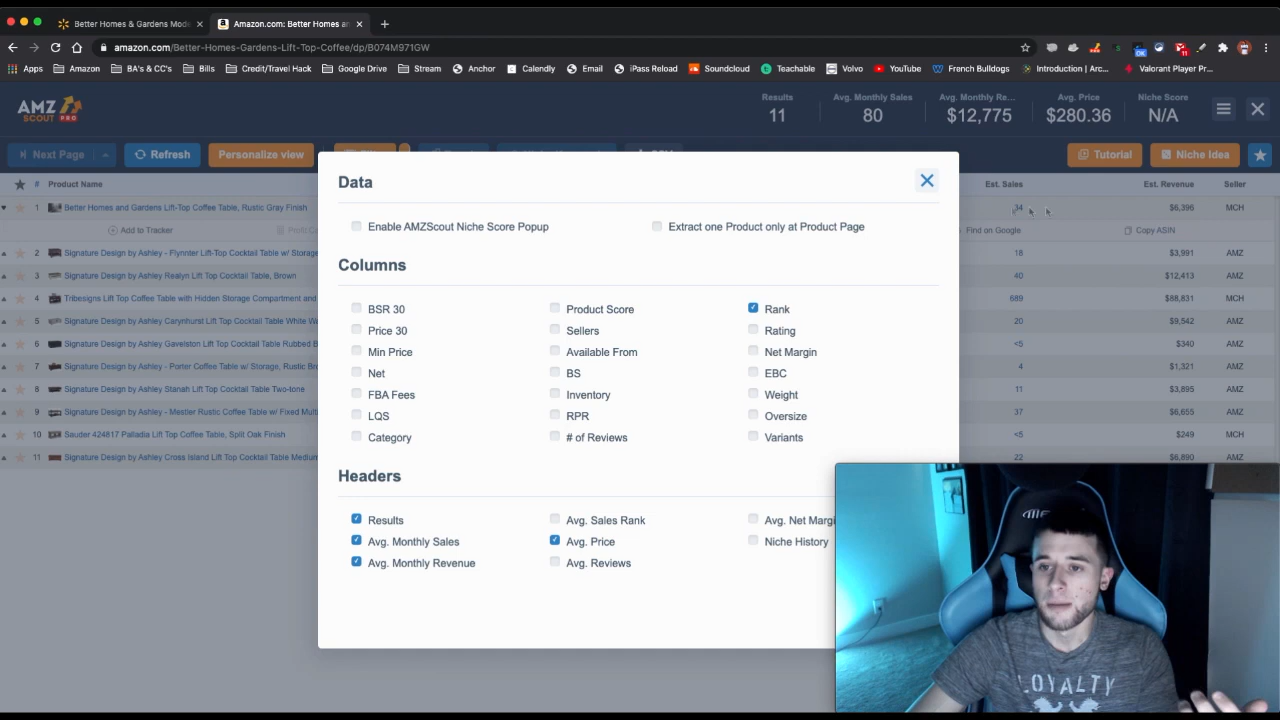 Better Homes & Gardens Mode
Amazon.com: Better Homes an
amazon.com/Better-Homes-Gardens-Lift-Top-Coffee/dp/B074M971GW
Apps Amazon BA's & CC's Bills Credit/Travel Hack Google Drive Stream Anchor Calendly Email iPass Reload Soundcloud Teachable Volvo YouTube French Bulldogs Introduction | Arc... Valorant Player Pr...
AMZ SCOUT PRO
Results Avg. Monthly Sales Avg. Monthly Re... Avg. Price Niche Score
11 80 $12,775 $280.36 N/A
Next Page Refresh Personalize view Tutorial Niche Idea
# Product Name Est. Sales Est. Revenue Seller
1 Better Homes and Gardens Lift-Top Coffee Table, Rustic Gray Finish 34 $6,396 MCH
Add to Tracker Find on Google Copy ASIN
2 Signature Design by Ashley - Flynnter Lift-Top Cocktail Table w/ Storage 18 $3,991 AMZ
3 Signature Design by Ashley Realyn Lift Top Cocktail Table, Brown 40 $12,413 AMZ
4 Tribesigns Lift Top Coffee Table with Hidden Storage Compartment and 689 $88,831 MCH
5 Signature Design by Ashley Carynhurst Lift-Top Cocktail Table White Wa 20 $9,542 AMZ
6 Signature Design by Ashley Gavelston Lift Top Cocktail Table Rubbed B <5 $340 AMZ
7 Signature Design by Ashley - Porter Coffee Table w/ Storage, Rustic Bro 4 $1,321 AMZ
8 Signature Design by Ashley Stanah Lift Top Cocktail Table Two-tone 11 $3,895 AMZ
9 Signature Design by Ashley - Mestler Rustic Coffee Table w/ Fixed Multi 37 $6,655 AMZ
10 Sauder 424817 Palladia Lift Top Coffee Table, Split Oak Finish <5 $249 MCH
11 Signature Design by Ashley Cross Island Lift Top Cocktail Table Medium 22 $6,890 AMZ
Data
Enable AMZScout Niche Score Popup Extract one Product only at Product Page
Columns
BSR 30 Product Score Rank
Price 30 Sellers Rating
Min Price Available From Net Margin
Net BS EBC
FBA Fees Inventory Weight
LQS RPR Oversize
Category # of Reviews Variants
Headers
Results Avg. Sales Rank Avg. Net Margi
Avg. Monthly Sales Avg. Price Niche History
Avg. Monthly Revenue Avg. Reviews
LOYALTY